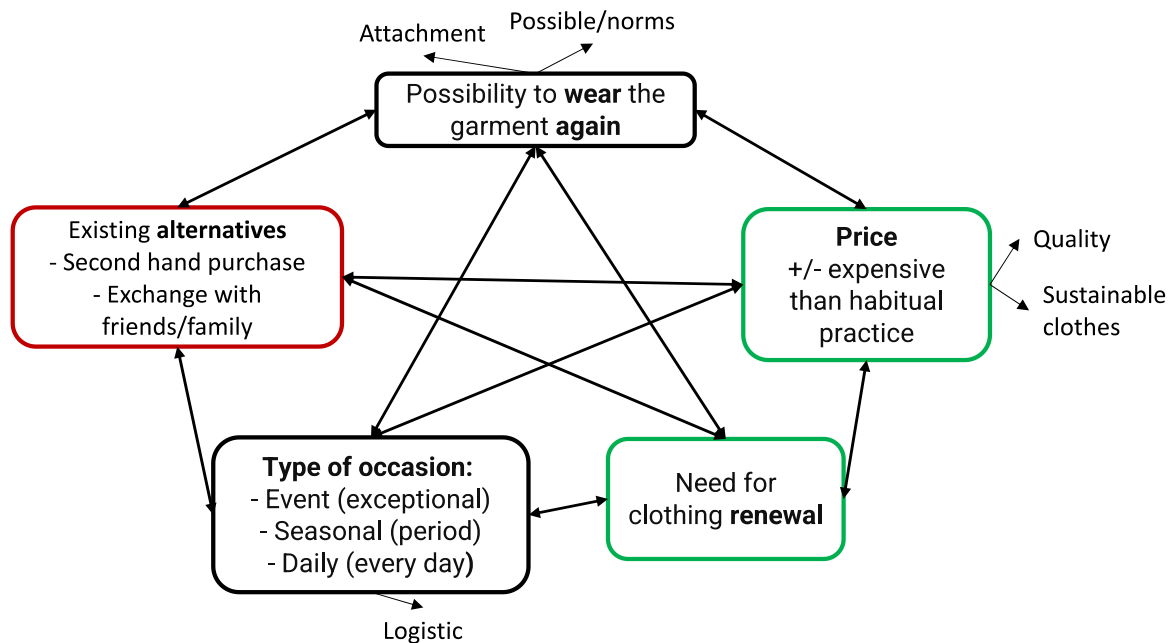 Attachment
Possible/norms
Possibility to wear the
garment again
Existing alternatives
- Second hand purchase
- Exchange with
friends/family
Price
+/- expensive
than habitual
practice
Quality
Sustainable
clothes
Type of occasion:
- Event (exceptional)
- Seasonal (period)
- Daily (every day)
Need for
clothing renewal
Logistic